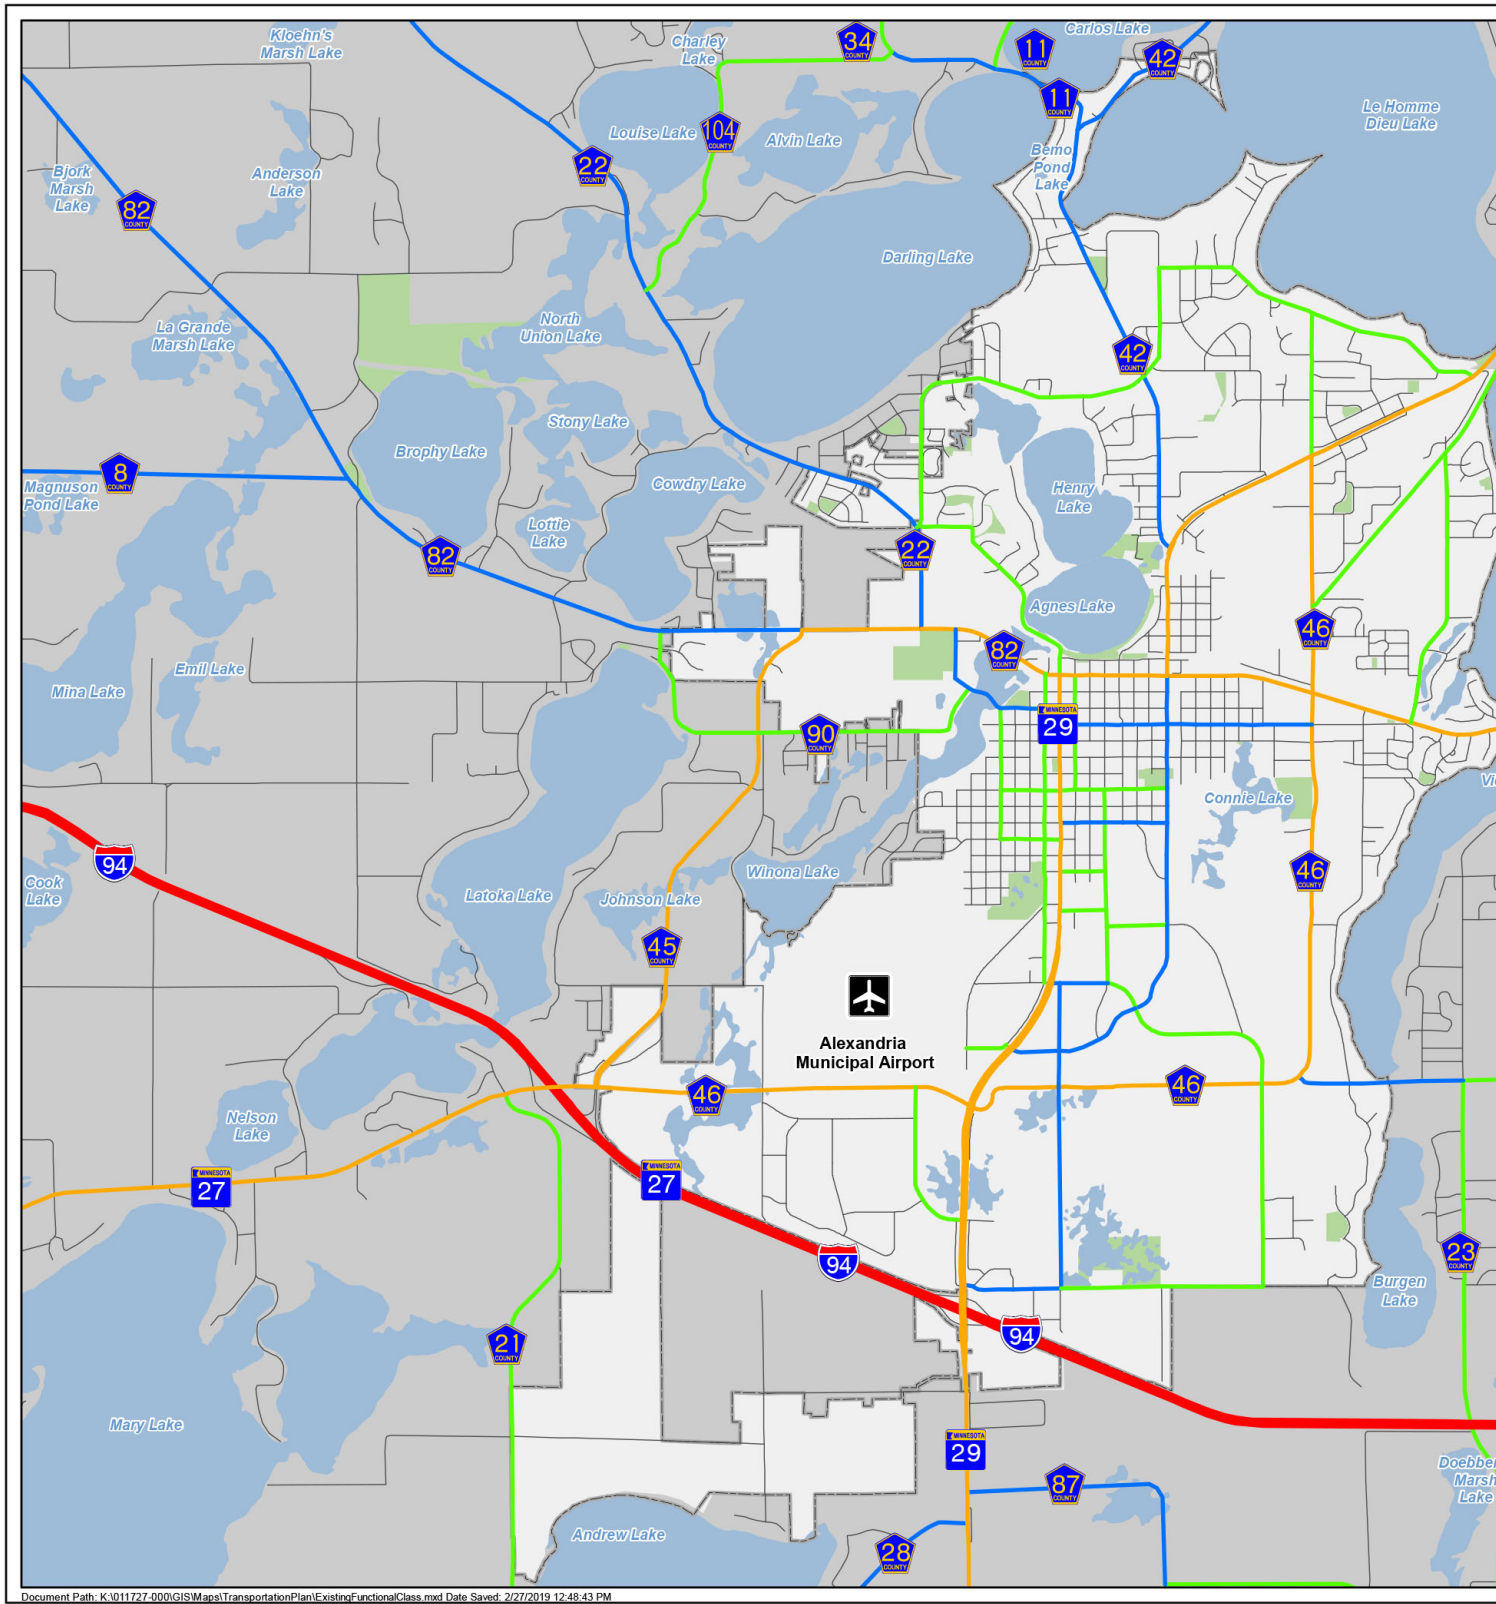 Kloehn's
Marsh Lake
Charley
Lake
34
COUNTY
11
COUNTY
Carlos Lake
42
COUNTY
11
COUNTY
Le Homme
Dieu Lake
Louise Lake
104
COUNTY
Alvin Lake
22
COUNTY
Bemo
Pond
Lake
Bjork
Marsh
Lake
Anderson
Lake
82
COUNTY
Darling Lake
La Grande
Marsh Lake
North
Union Lake
42
COUNTY
Stony Lake
Brophy Lake
8
COUNTY
Magnuson
Pond Lake
Cowdry Lake
Henry
Lake
Lottie
Lake
82
COUNTY
22
COUNTY
Agnes Lake
46
COUNTY
82
COUNTY
Emil Lake
Mina Lake
MINNESOTA
29
90
COUNTY
Connie Lake
94
Cook
Lake
Latoka Lake
Johnson Lake
Winona Lake
46
COUNTY
45
COUNTY
Alexandria
Municipal Airport
46
COUNTY
46
COUNTY
Nelson
Lake
MINNESOTA
27
MINNESOTA
27
94
23
COUNTY
Burgen
Lake
94
21
COUNTY
Mary Lake
MINNESOTA
29
87
COUNTY
Marsh
Lake
Andrew Lake
28
COUNTY
Document Path: K:\011727-000\GIS\Maps\TransportationPlan\ExistingFunctionalClass.mxd Date Saved: 2/27/2019 12:48:43 PM